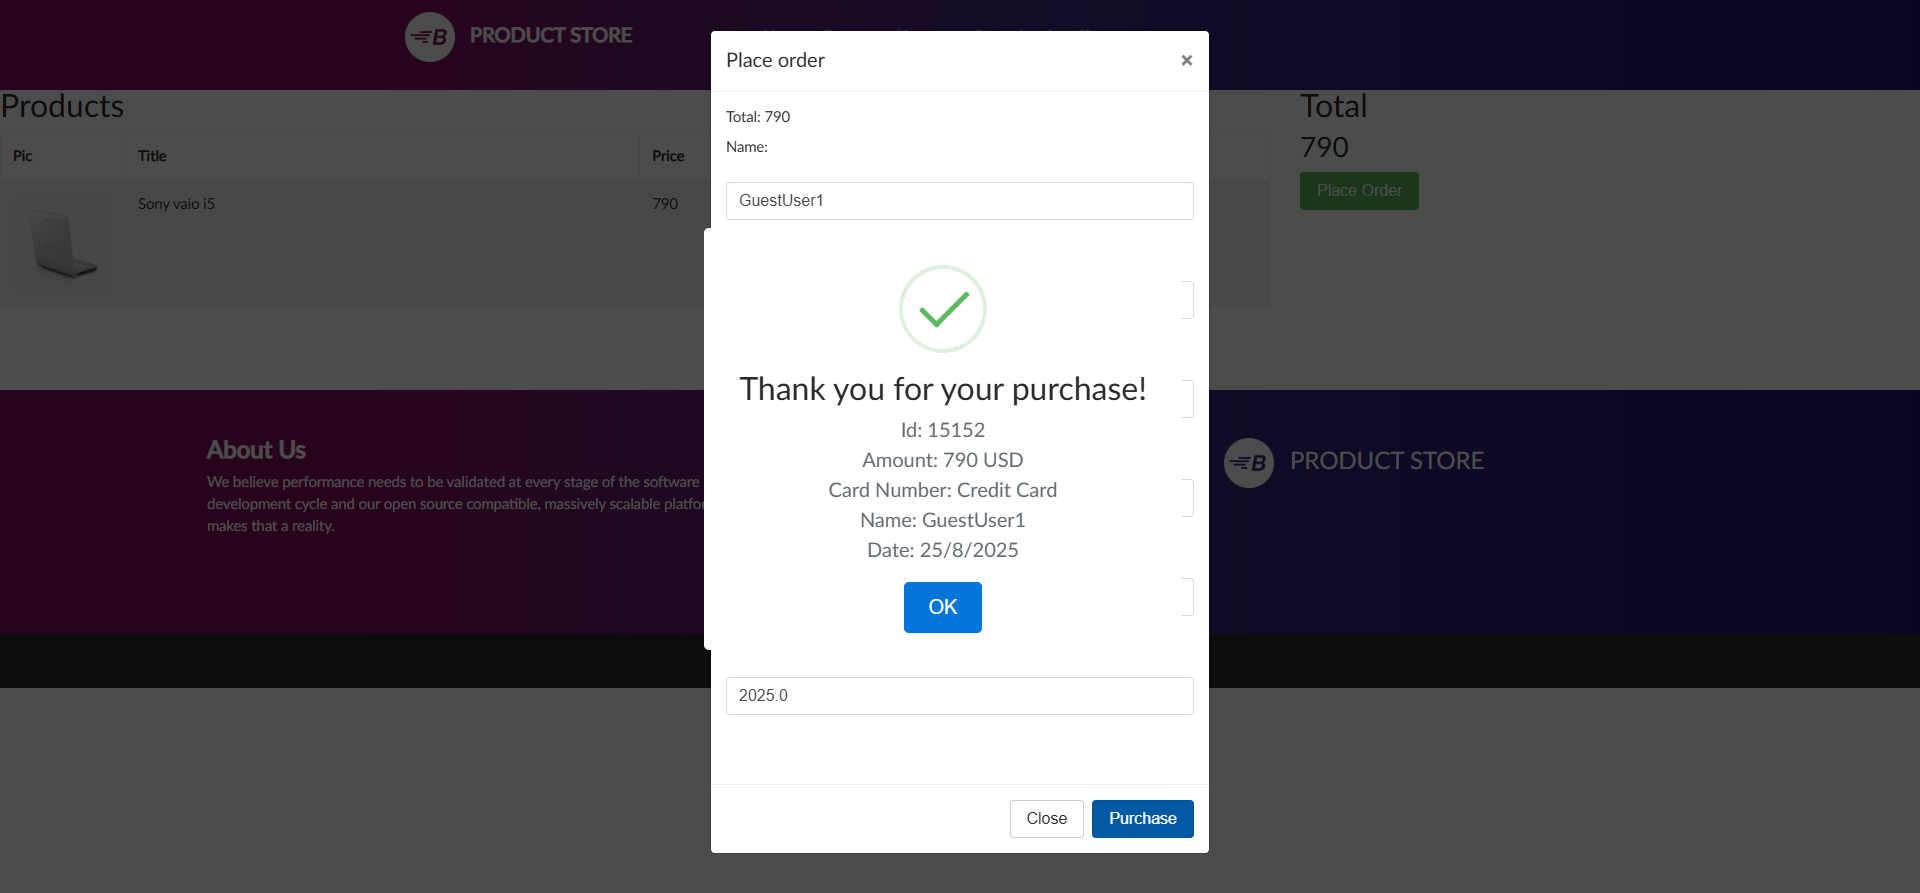 B PRODUCT STORE
Products
Pic Title Price
Sony vaio i5 790
Total
790
Place Order
Place order ×
Total: 790
Name:
GuestUser1
Thank you for your purchase!
Id: 15152
Amount: 790 USD
Card Number: Credit Card
Name: GuestUser1
Date: 25/8/2025
OK
2025.0
Close Purchase
About Us
We believe performance needs to be validated at every stage of the software
development cycle and our open source compatible, massively scalable platfor
makes that a reality.
B PRODUCT STORE